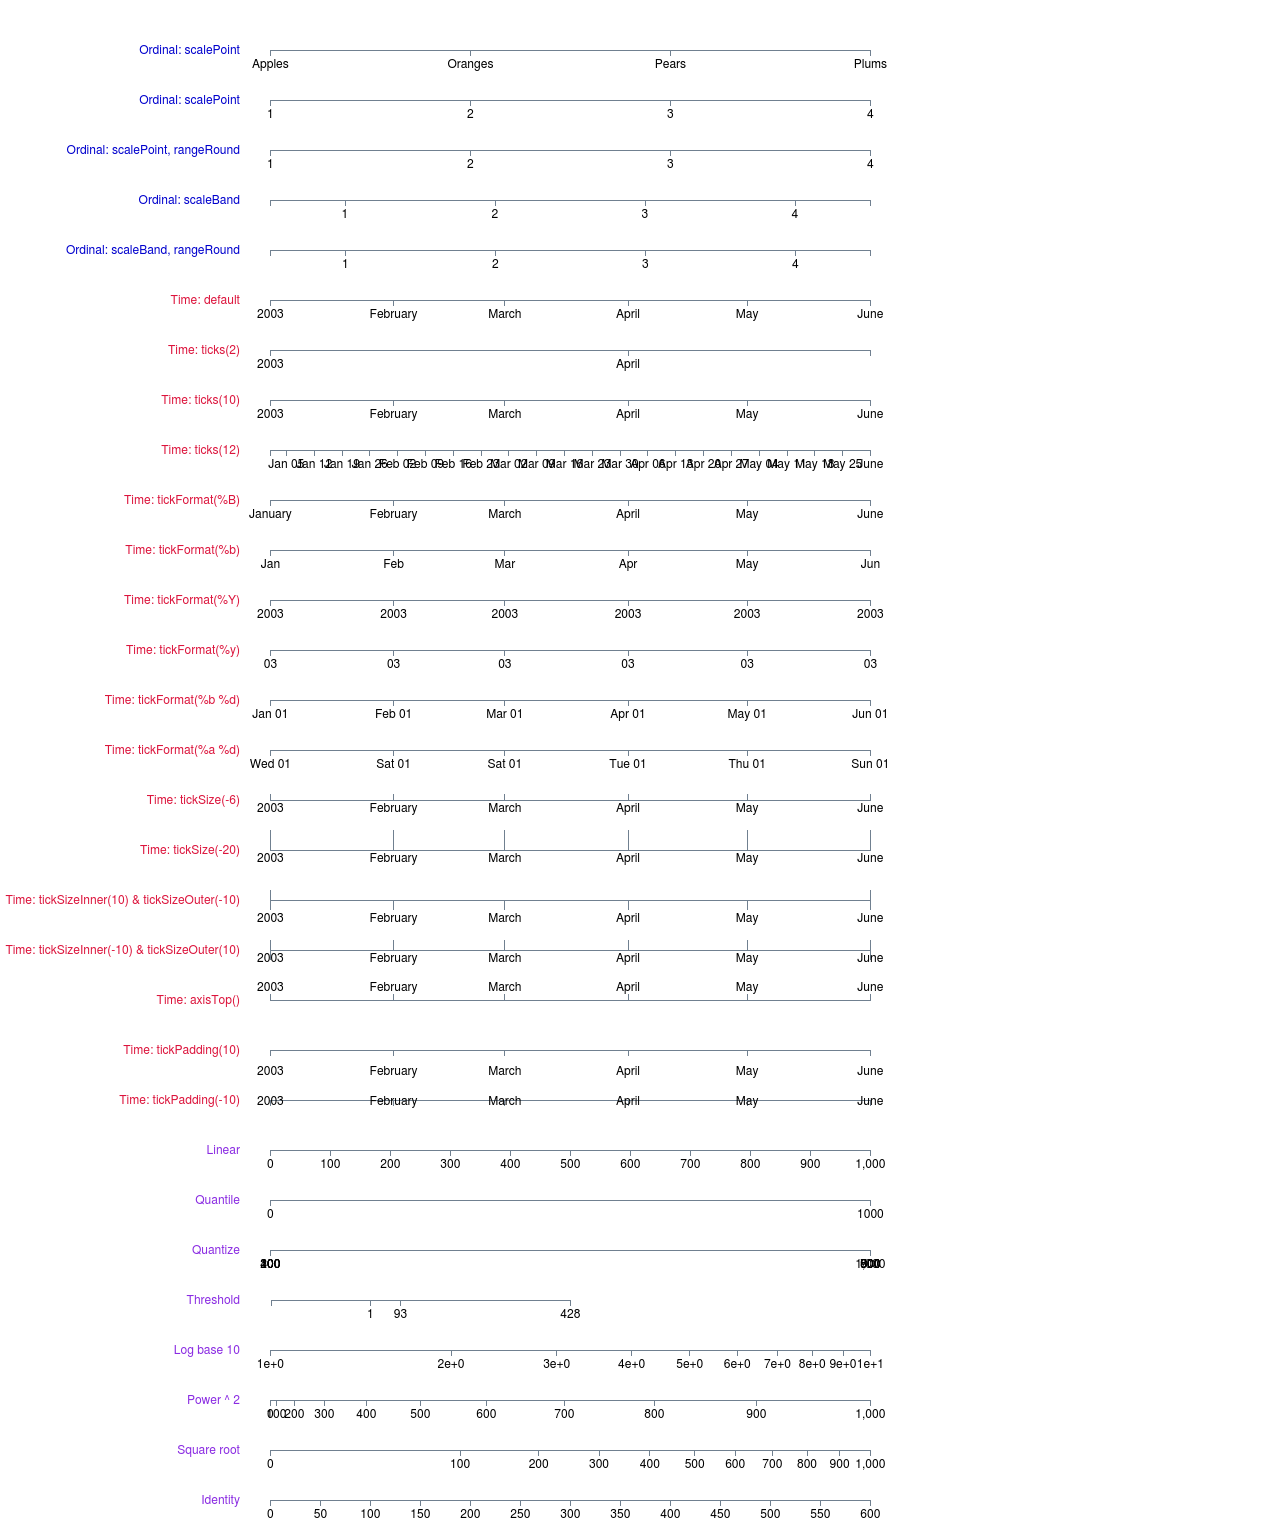 Ordinal: scalePoint
Apples Oranges Pears Plums
Ordinal: scalePoint
1 2 3 4
Ordinal: scalePoint, rangeRound
1 2 3 4
Ordinal: scaleBand
1 2 3 4
Ordinal: scaleBand, rangeRound
1 2 3 4
Time: default
2003 February March April May June
Time: ticks(2)
2003 April
Time: ticks(10)
2003 February March April May June
Time: ticks(12)
Jan 05 Jan 12 Jan 19 Jan 26 Feb 02 Feb 09 Feb 16 Feb 23 Mar 02 Mar 09 Mar 16 Mar 23 Mar 30 Apr 06 Apr 13 Apr 20 Apr 27 May 04 May 11 May 18 May 25 June
Time: tickFormat(%B)
January February March April May June
Time: tickFormat(%b)
Jan Feb Mar Apr May Jun
Time: tickFormat(%Y)
2003 2003 2003 2003 2003 2003
Time: tickFormat(%y)
03 03 03 03 03 03
Time: tickFormat(%b %d)
Jan 01 Feb 01 Mar 01 Apr 01 May 01 Jun 01
Time: tickFormat(%a %d)
Wed 01 Sat 01 Sat 01 Tue 01 Thu 01 Sun 01
Time: tickSize(-6)
2003 February March April May June
Time: tickSize(-20)
2003 February March April May June
Time: tickSizeInner(10) & tickSizeOuter(-10)
2003 February March April May June
Time: tickSizeInner(-10) & tickSizeOuter(10)
2003 February March April May June
2003 February March April May June
Time: axisTop()
Time: tickPadding(10)
2003 February March April May June
Time: tickPadding(-10)
2003 February March April May June
Linear
0 100 200 300 400 500 600 700 800 900 1,000
Quantile
0 1000
Quantize
Threshold
1 93 428
Log base 10
1e+0 2e+0 3e+0 4e+0 5e+0 6e+0 7e+0 8e+0 9e+0 1e+1
Power ^ 2
0 100 200 300 400 500 600 700 800 900 1,000
Square root
0 100 200 300 400 500 600 700 800 900 1,000
Identity
0 50 100 150 200 250 300 350 400 450 500 550 600